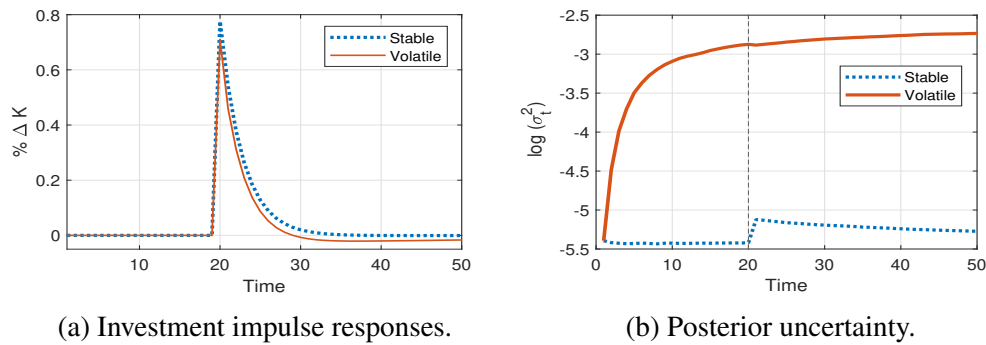 0.8
0.6
0.4
0.2
0
% Δ K
10
20
30
40
50
Time
Stable
Volatile
(a) Investment impulse responses.
-2.5
-3
-3.5
-4
-4.5
-5
-5.5
log (σ_t^2)
0
10
20
30
40
50
Time
Stable
Volatile
(b) Posterior uncertainty.